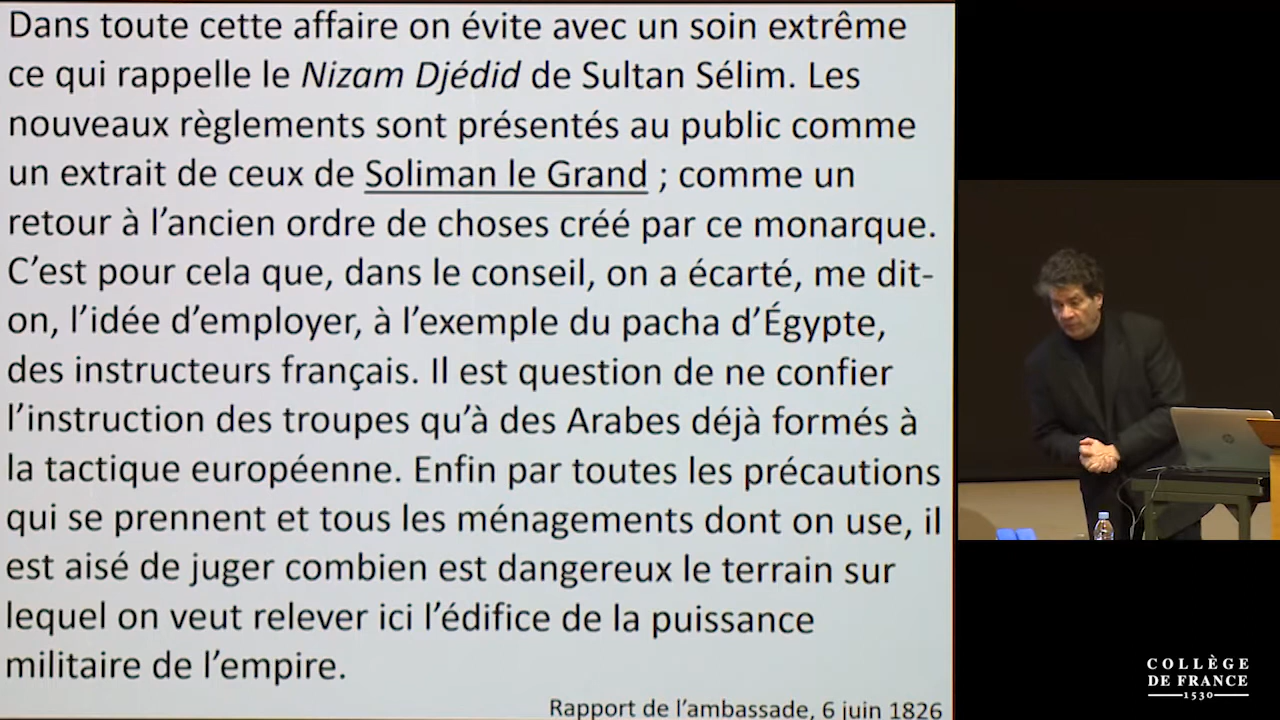 Dans toute cette affaire on évite avec un soin extrême
ce qui rappelle le Nizam Djédid de Sultan Sélim. Les
nouveaux règlements sont présentés au public comme
un extrait de ceux de Soliman le Grand ; comme un
retour à l’ancien ordre de choses créé par ce monarque.
C’est pour cela que, dans le conseil, on a écarté, me dit-
on, l’idée d’employer, à l’exemple du pacha d’Égypte,
des instructeurs français. Il est question de ne confier
l’instruction des troupes qu’à des Arabes déjà formés à
la tactique européenne. Enfin par toutes les précautions
qui se prennent et tous les ménagements dont on use, il
est aisé de juger combien est dangereux le terrain sur
lequel on veut relever ici l’édifice de la puissance
militaire de l’empire.
Rapport de l’ambassade, 6 juin 1826
COLLÈGE
DE FRANCE
1530